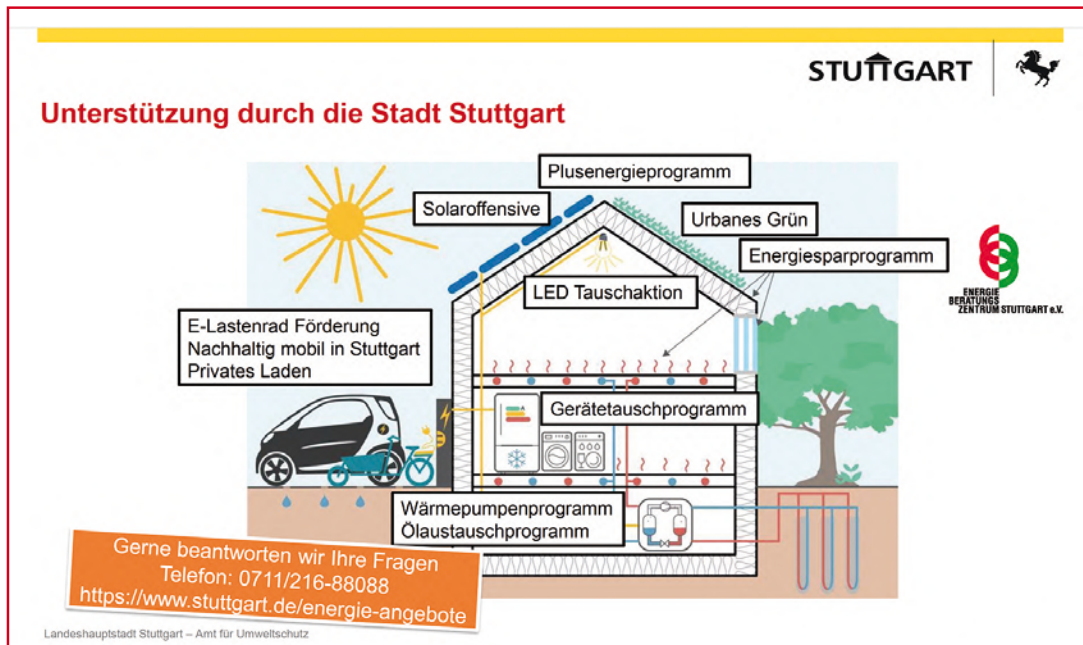 STUTTGART
Unterstützung durch die Stadt Stuttgart
Plusenergieprogramm
Solaroffensive
Urbanes Grün
Energiesparprogramm
LED Tauschaktion
ENERGIE
BERATUNGS
ZENTRUM STUTTGART e.V.
E-Lastenrad Förderung
Nachhaltig mobil in Stuttgart
Privates Laden
A
Gerätetauschprogramm
Wärmepumpenprogramm
Ölaustauschprogramm
Gerne beantworten wir Ihre Fragen
Telefon: 0711/216-88088
https://www.stuttgart.de/energie-angebote
Landeshauptstadt Stuttgart – Amt für Umweltschutz